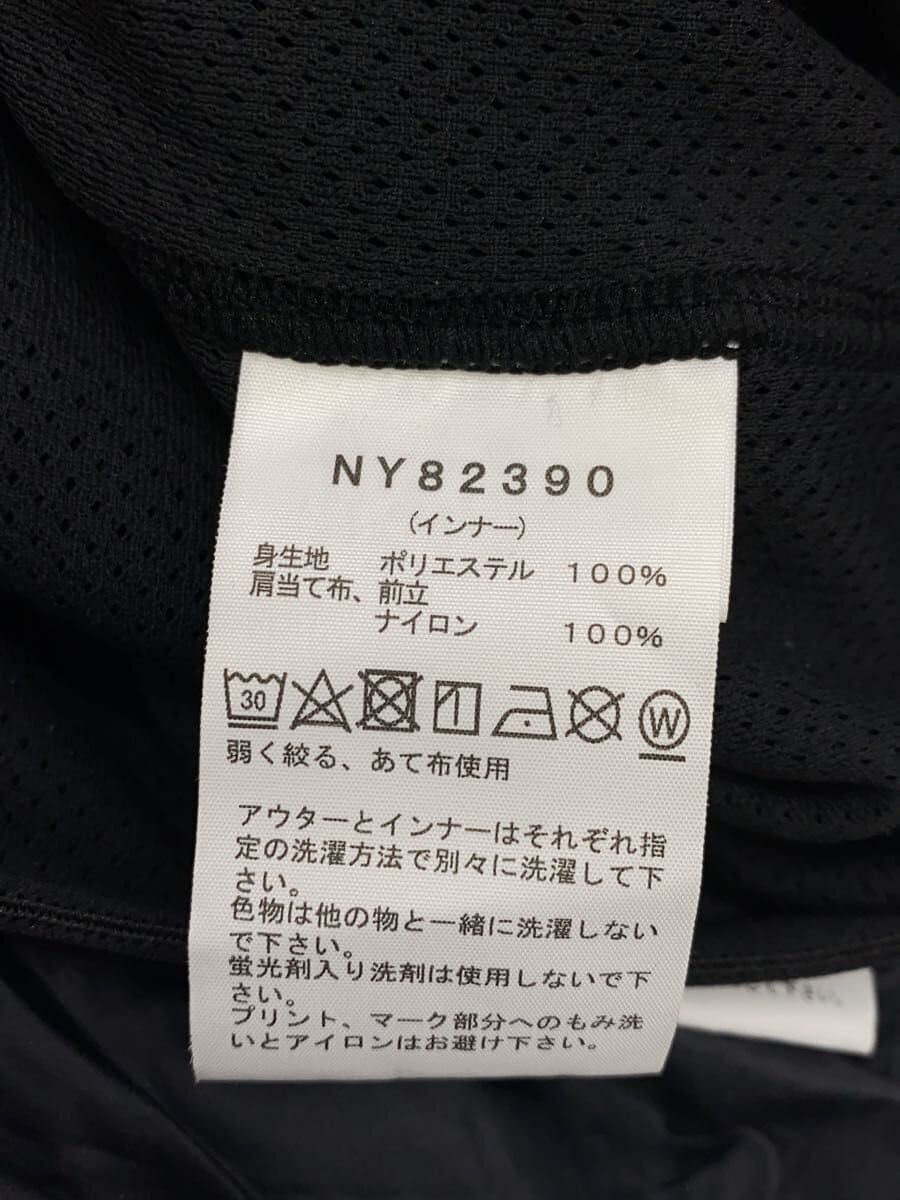 NY82390
（インナー）
身生地 ポリエステル 100%
肩当て布、前立
ナイロン 100%
30
W
弱く絞る、あて布使用
アウターとインナーはそれぞれ指
定の洗濯方法で別々に洗濯して下
さい。
色物は他の物と一緒に洗濯しない
で下さい。
蛍光剤入り洗剤は使用しないで下
さい。
プリント、マーク部分へのもみ洗
いとアイロンはお避け下さい。